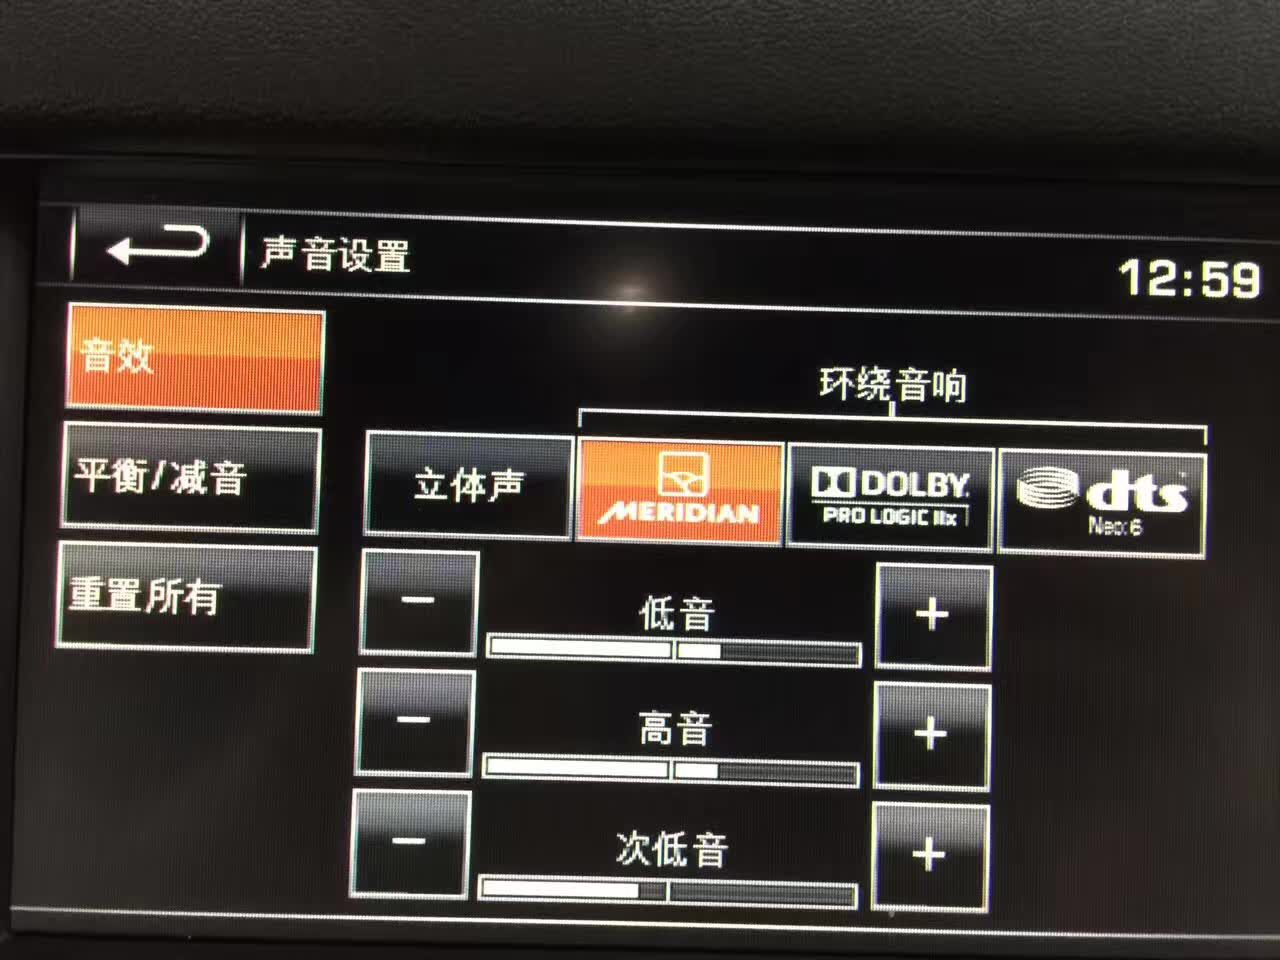 声音设置
12:59
音效
平衡/减音
重置所有
环绕音响
立体声
MERIDIAN
DOLBY
PRO LOGIC IIx
dts
Neo:6
低音
高音
次低音